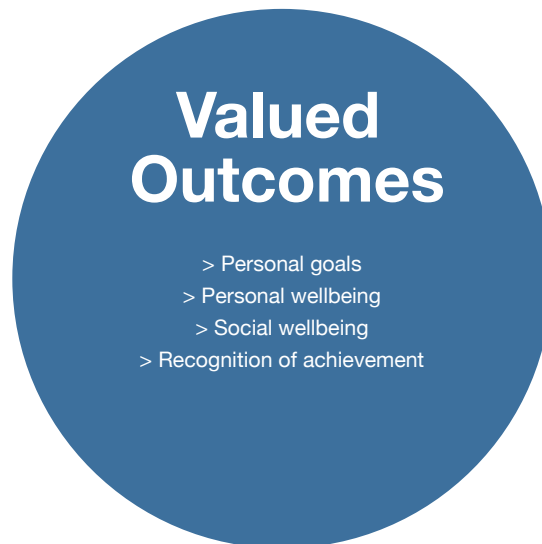 Valued
Outcomes
> Personal goals
> Personal wellbeing
> Social wellbeing
> Recognition of achievement